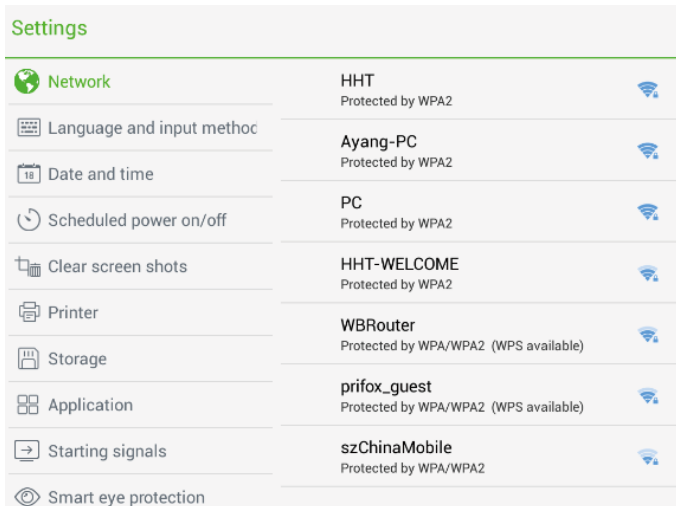 Settings
Network
Language and input method
Date and time
18
Scheduled power on/off
Clear screen shots
Printer
Storage
Application
Starting signals
Smart eye protection
HHT
Protected by WPA2
Ayang-PC
Protected by WPA2
PC
Protected by WPA2
HHT-WELCOME
Protected by WPA2
WBRouter
Protected by WPA/WPA2 (WPS available)
prifox_guest
Protected by WPA/WPA2 (WPS available)
szChinaMobile
Protected by WPA/WPA2